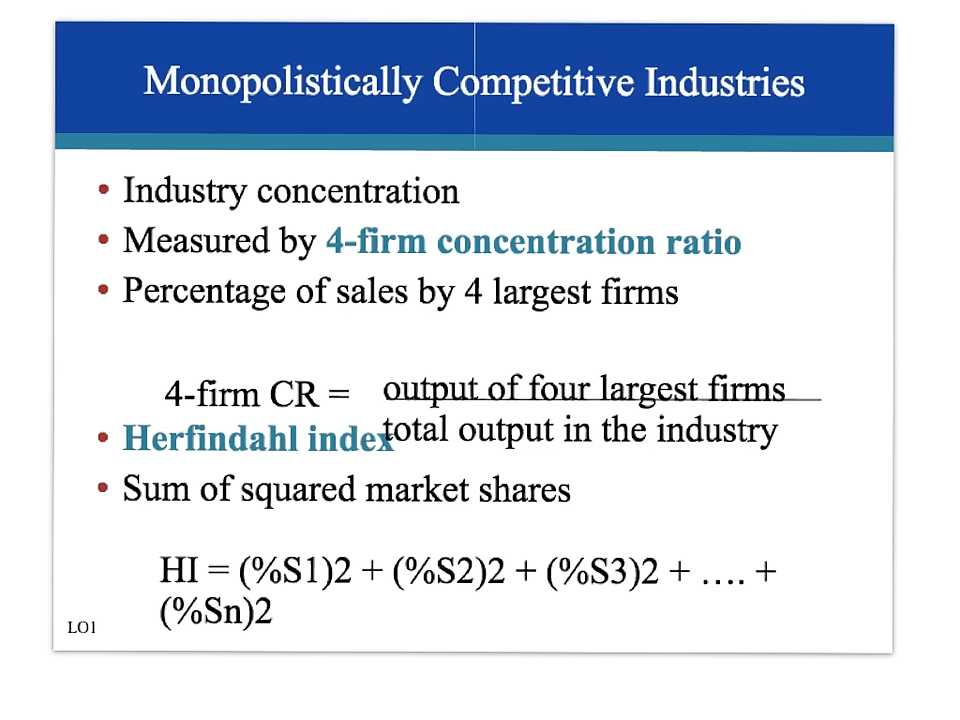 Monopolistically Competitive Industries
• Industry concentration
• Measured by 4-firm concentration ratio
• Percentage of sales by 4 largest firms
4-firm CR = output of four largest firms
total output in the industry
• Herfindahl index
• Sum of squared market shares
HI = (%S1)2 + (%S2)2 + (%S3)2 + …. +
(%Sn)2
LO1